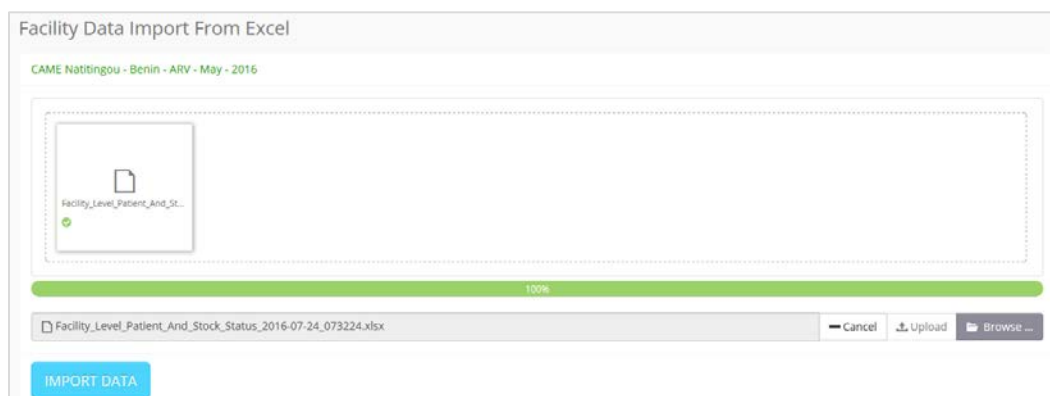 Facility Data Import From Excel
CAME Natitingou - Benin - ARV - May - 2016
Facility_Level_Patient_And_St...
100%
Facility_Level_Patient_And_Stock_Status_2016-07-24_073224.xlsx
Cancel Upload Browse ...
IMPORT DATA